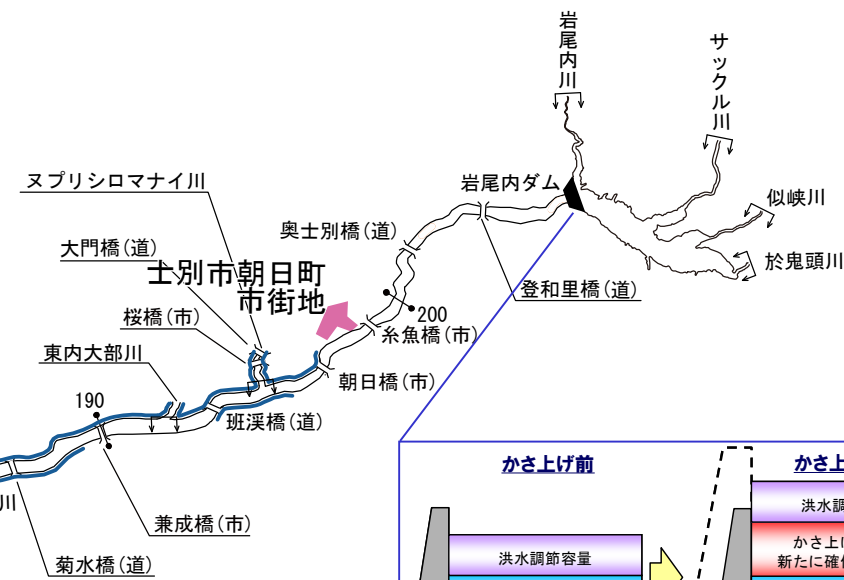 岩尾内川
サックル川
岩尾内ダム
似峡川
ヌプリシロマナイ川
奥士別橋(道)
大門橋(道)
於鬼頭川
士別市朝日町
市街地
登和里橋(道)
200
桜橋(市)
糸魚橋(市)
東内大部川
朝日橋(市)
190
班渓橋(道)
川
兼成橋(市)
菊水橋(道)
かさ上げ前
かさ上
洪水調節容量
洪水調
かさ上げ
新たに確